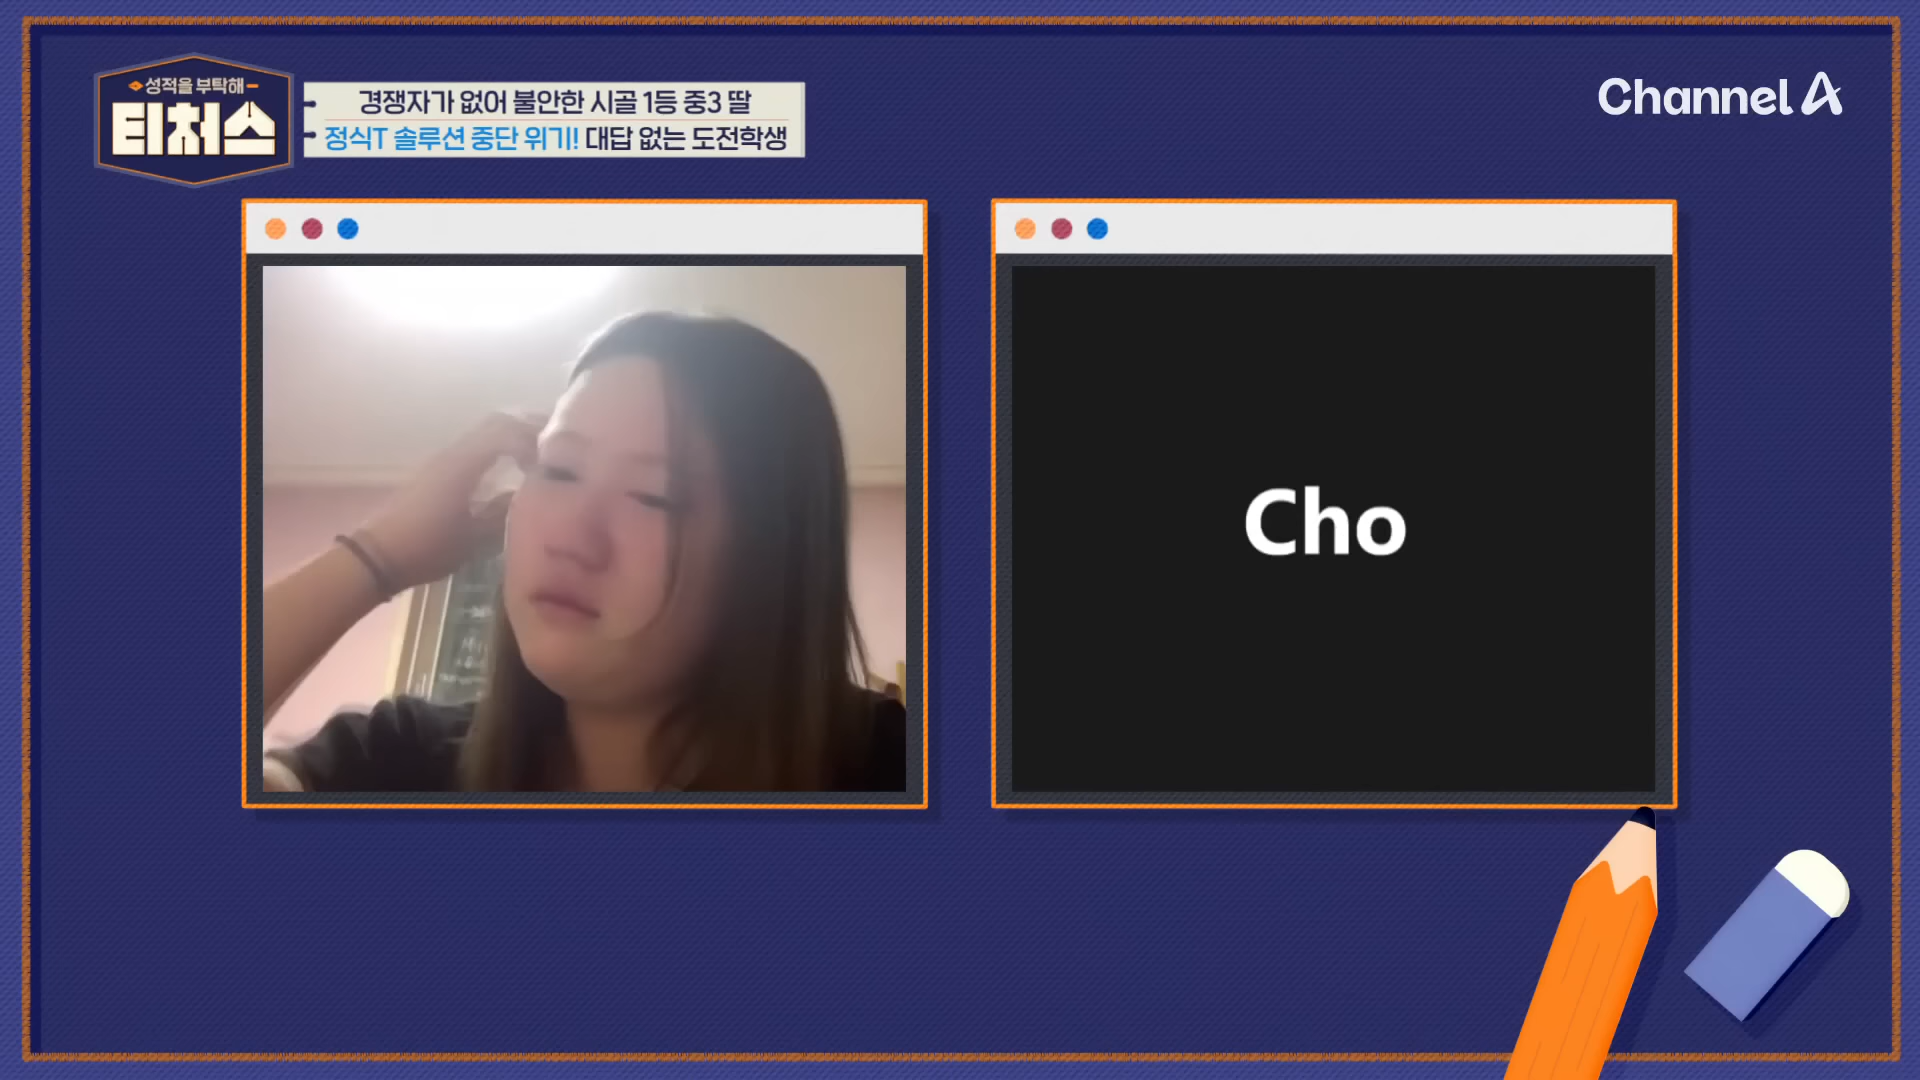 성적을 부탁해
티처스
경쟁자가 없어 불안한 시골 1등 중3 딸
정식T 솔루션 중단 위기! 대답 없는 도전학생
Channel A
Cho